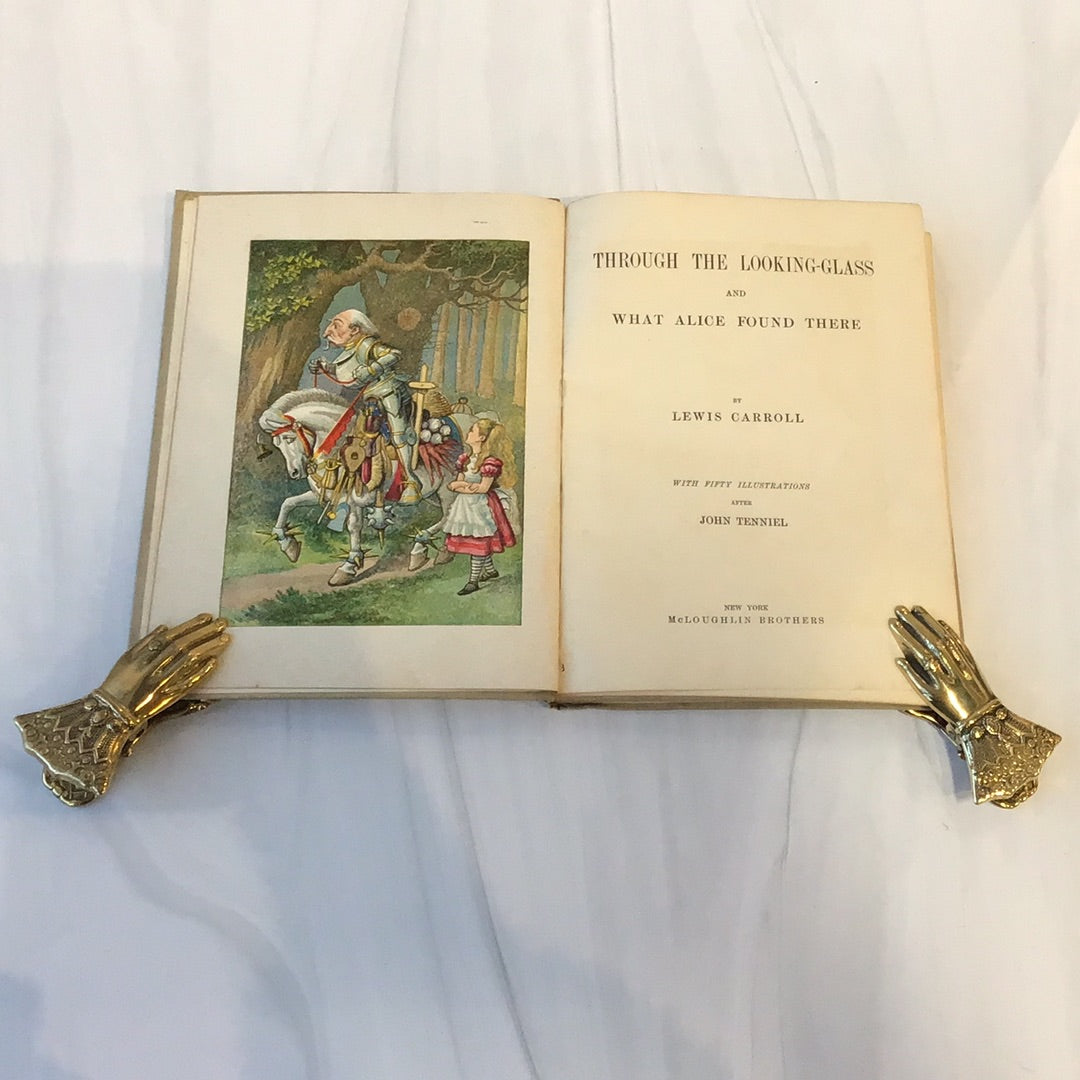 THROUGH THE LOOKING-GLASS
AND
WHAT ALICE FOUND THERE
BY
LEWIS CARROLL
WITH FIFTY ILLUSTRATIONS
AFTER
JOHN TENNIEL
NEW YORK
McLOUGHLIN BROTHERS